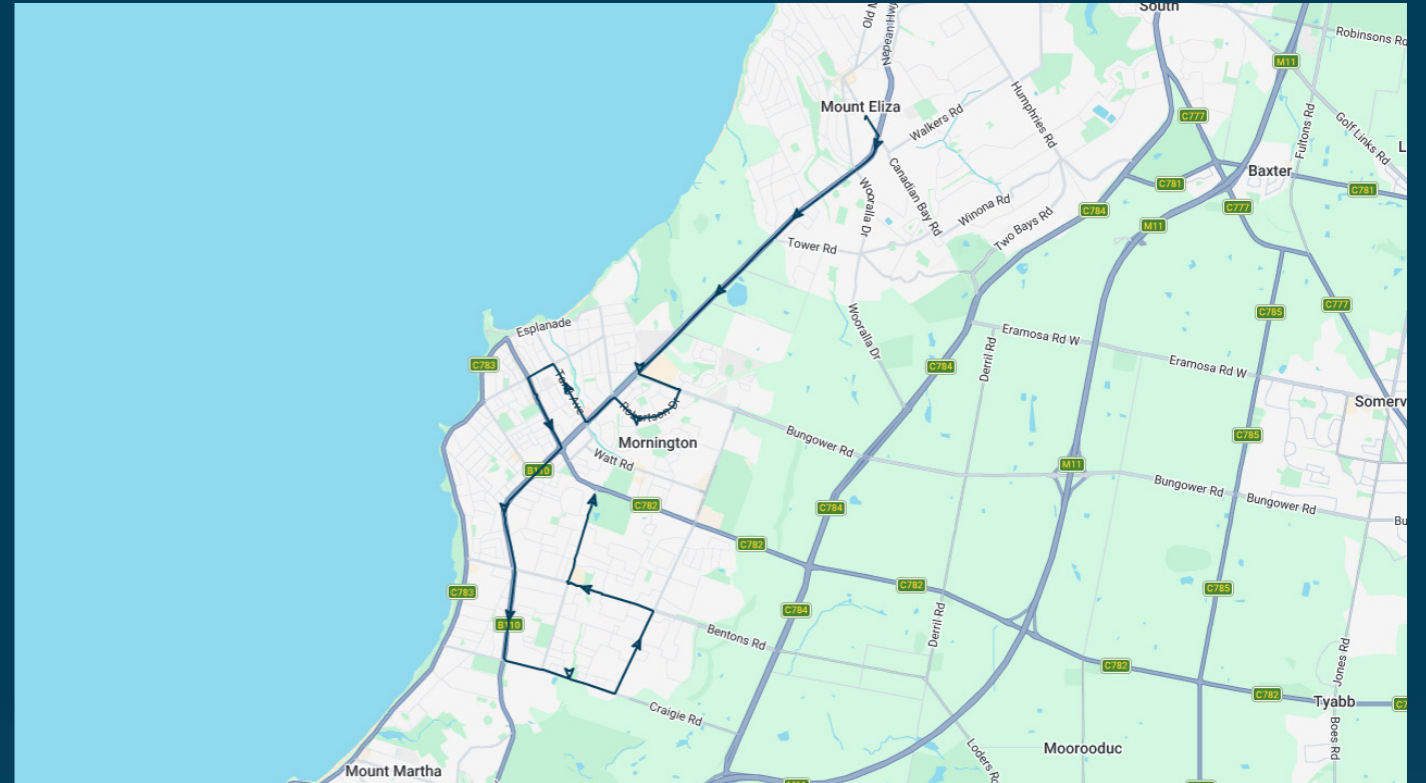 South
Robinsons Rd
Nepean Hwy
M11
Mount Eliza
Walkers Rd
Humphries Rd
C777
Fulton Rd
Golf Links Rd
Baxter
C781
C781
C777
Canadian Bay Rd
Wooralla Dr
Winona Rd
Two Bays Rd
C784
M11
Tower Rd
C777
C785
Wooralla Dr
Eramosa Rd W
Derril Rd
Esplanade
C783
C784
Eramosa Rd W
Robertson Dr
Mornington
C785
Bungower Rd
Watt Rd
B110
M11
Bungower Rd
Bungower Rd
C782
C784
C782
C782
C785
C783
C784
Derril Rd
B110
Bentons Rd
C782
C782
Jones Rd
Tyabb
Craigie Rd
Boes Rd
Loders Rd
Moorooduc
Mount Martha